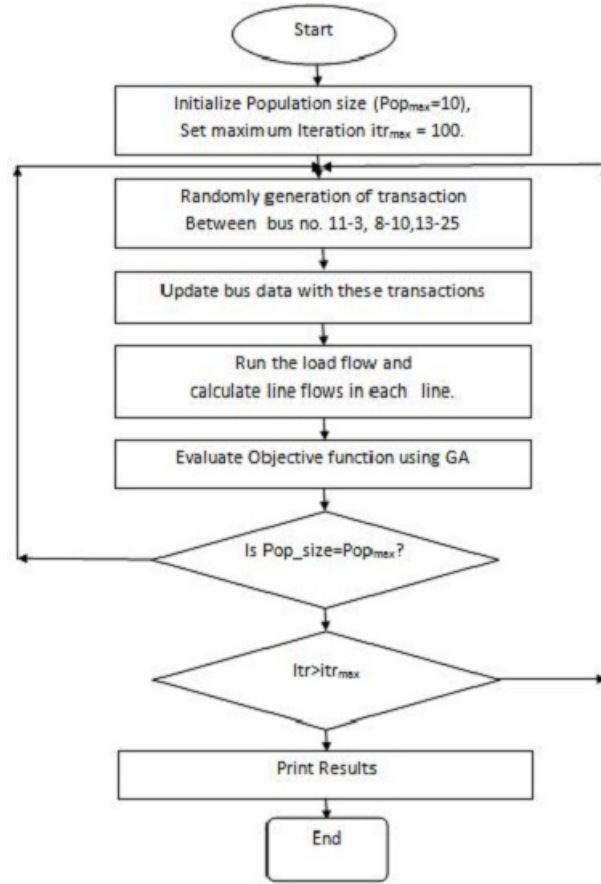 Start
Initialize Population size (Popmax=10),
Set maximum Iteration itrmax = 100.
Randomly generation of transaction
Between bus no. 11-3, 8-10,13-25
Update bus data with these transactions
Run the load flow and
calculate line flows in each line.
Evaluate Objective function using GA
Is Pop_size=Popmax?
Itr>itrmax
Print Results
End